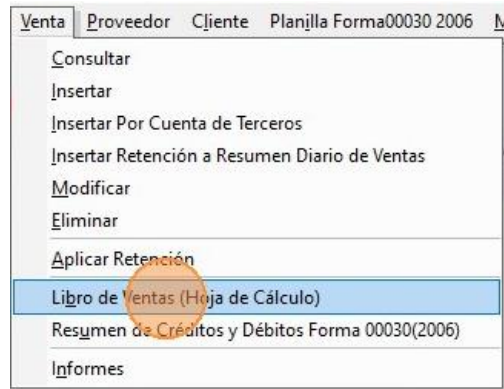 Venta Proveedor Cliente Planilla Forma00030 2006
Consultar
Insertar
Insertar Por Cuenta de Terceros
Insertar Retención a Resumen Diario de Ventas
Modificar
Eliminar
Aplicar Retención
Libro de Ventas (Hoja de Cálculo)
Resumen de Créditos y Débitos Forma 00030(2006)
Informes